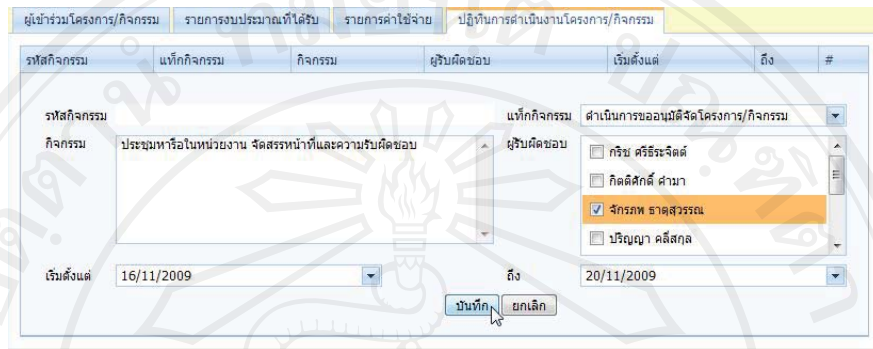 ผู้เข้าร่วมโครงการ/กิจกรรม รายการงบประมาณที่ได้รับ รายการค่าใช้จ่าย ปฏิทินการดำเนินงานโครงการ/กิจกรรม
รหัสกิจกรรม แท็กกิจกรรม กิจกรรม ผู้รับผิดชอบ เริ่มตั้งแต่ ถึง #
รหัสกิจกรรม แท็กกิจกรรม ดำเนินการขออนุมัติจัดโครงการ/กิจกรรม
กิจกรรม ประชุมหารือในหน่วยงาน จัดสรรหน้าที่และความรับผิดชอบ ผู้รับผิดชอบ กริช ศรีธีระจิตต์
กิตติศักดิ์ คำมา
จักรภพ ธาตุสุวรรณ
ปริญญา คลี่สกุล
เริ่มตั้งแต่ 16/11/2009 ถึง 20/11/2009
บันทึก ยกเลิก